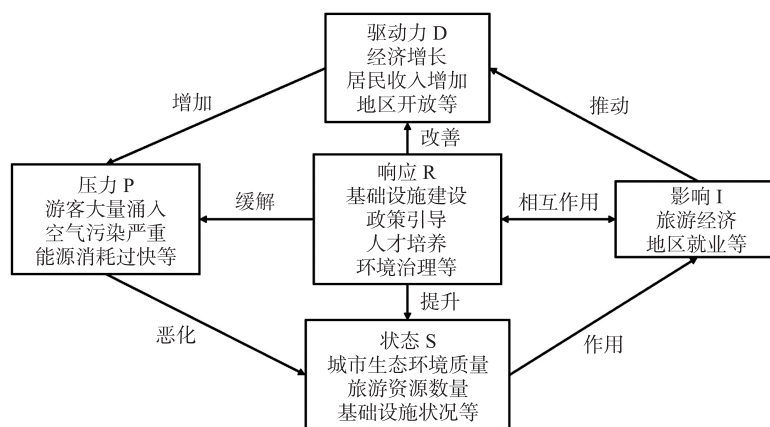 驱动力 D
经济增长
居民收入增加
地区开放等
增加
推动
改善
压力 P
游客大量涌入
空气污染严重
能源消耗过快等
缓解
响应 R
基础设施建设
政策引导
人才培养
环境治理等
相互作用
影响 I
旅游经济
地区就业等
恶化
提升
作用
状态 S
城市生态环境质量
旅游资源数量
基础设施状况等